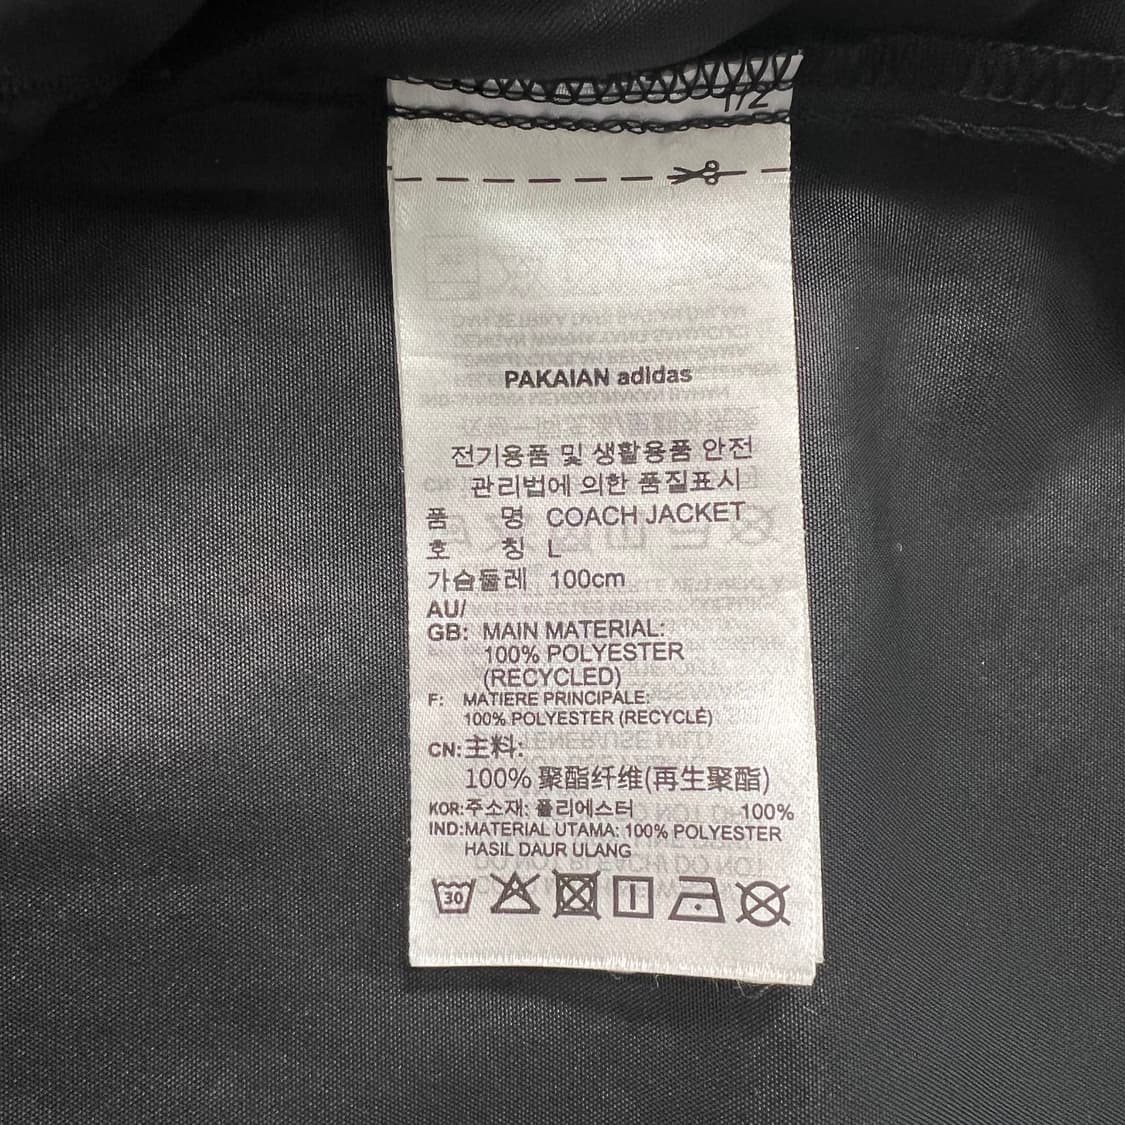 1/2
PAKAIAN adidas
전기용품 및 생활용품 안전
관리법에 의한 품질표시
품 명 COACH JACKET
호 칭 L
가슴둘레 100cm
AU/
GB: MAIN MATERIAL:
100% POLYESTER
(RECYCLED)
F: MATIERE PRINCIPALE:
100% POLYESTER (RECYCLÉ)
CN:主料:
100% 聚酯纤维(再生聚酯)
KOR:주소재: 폴리에스터 100%
IND:MATERIAL UTAMA: 100% POLYESTER
HASIL DAUR ULANG
30